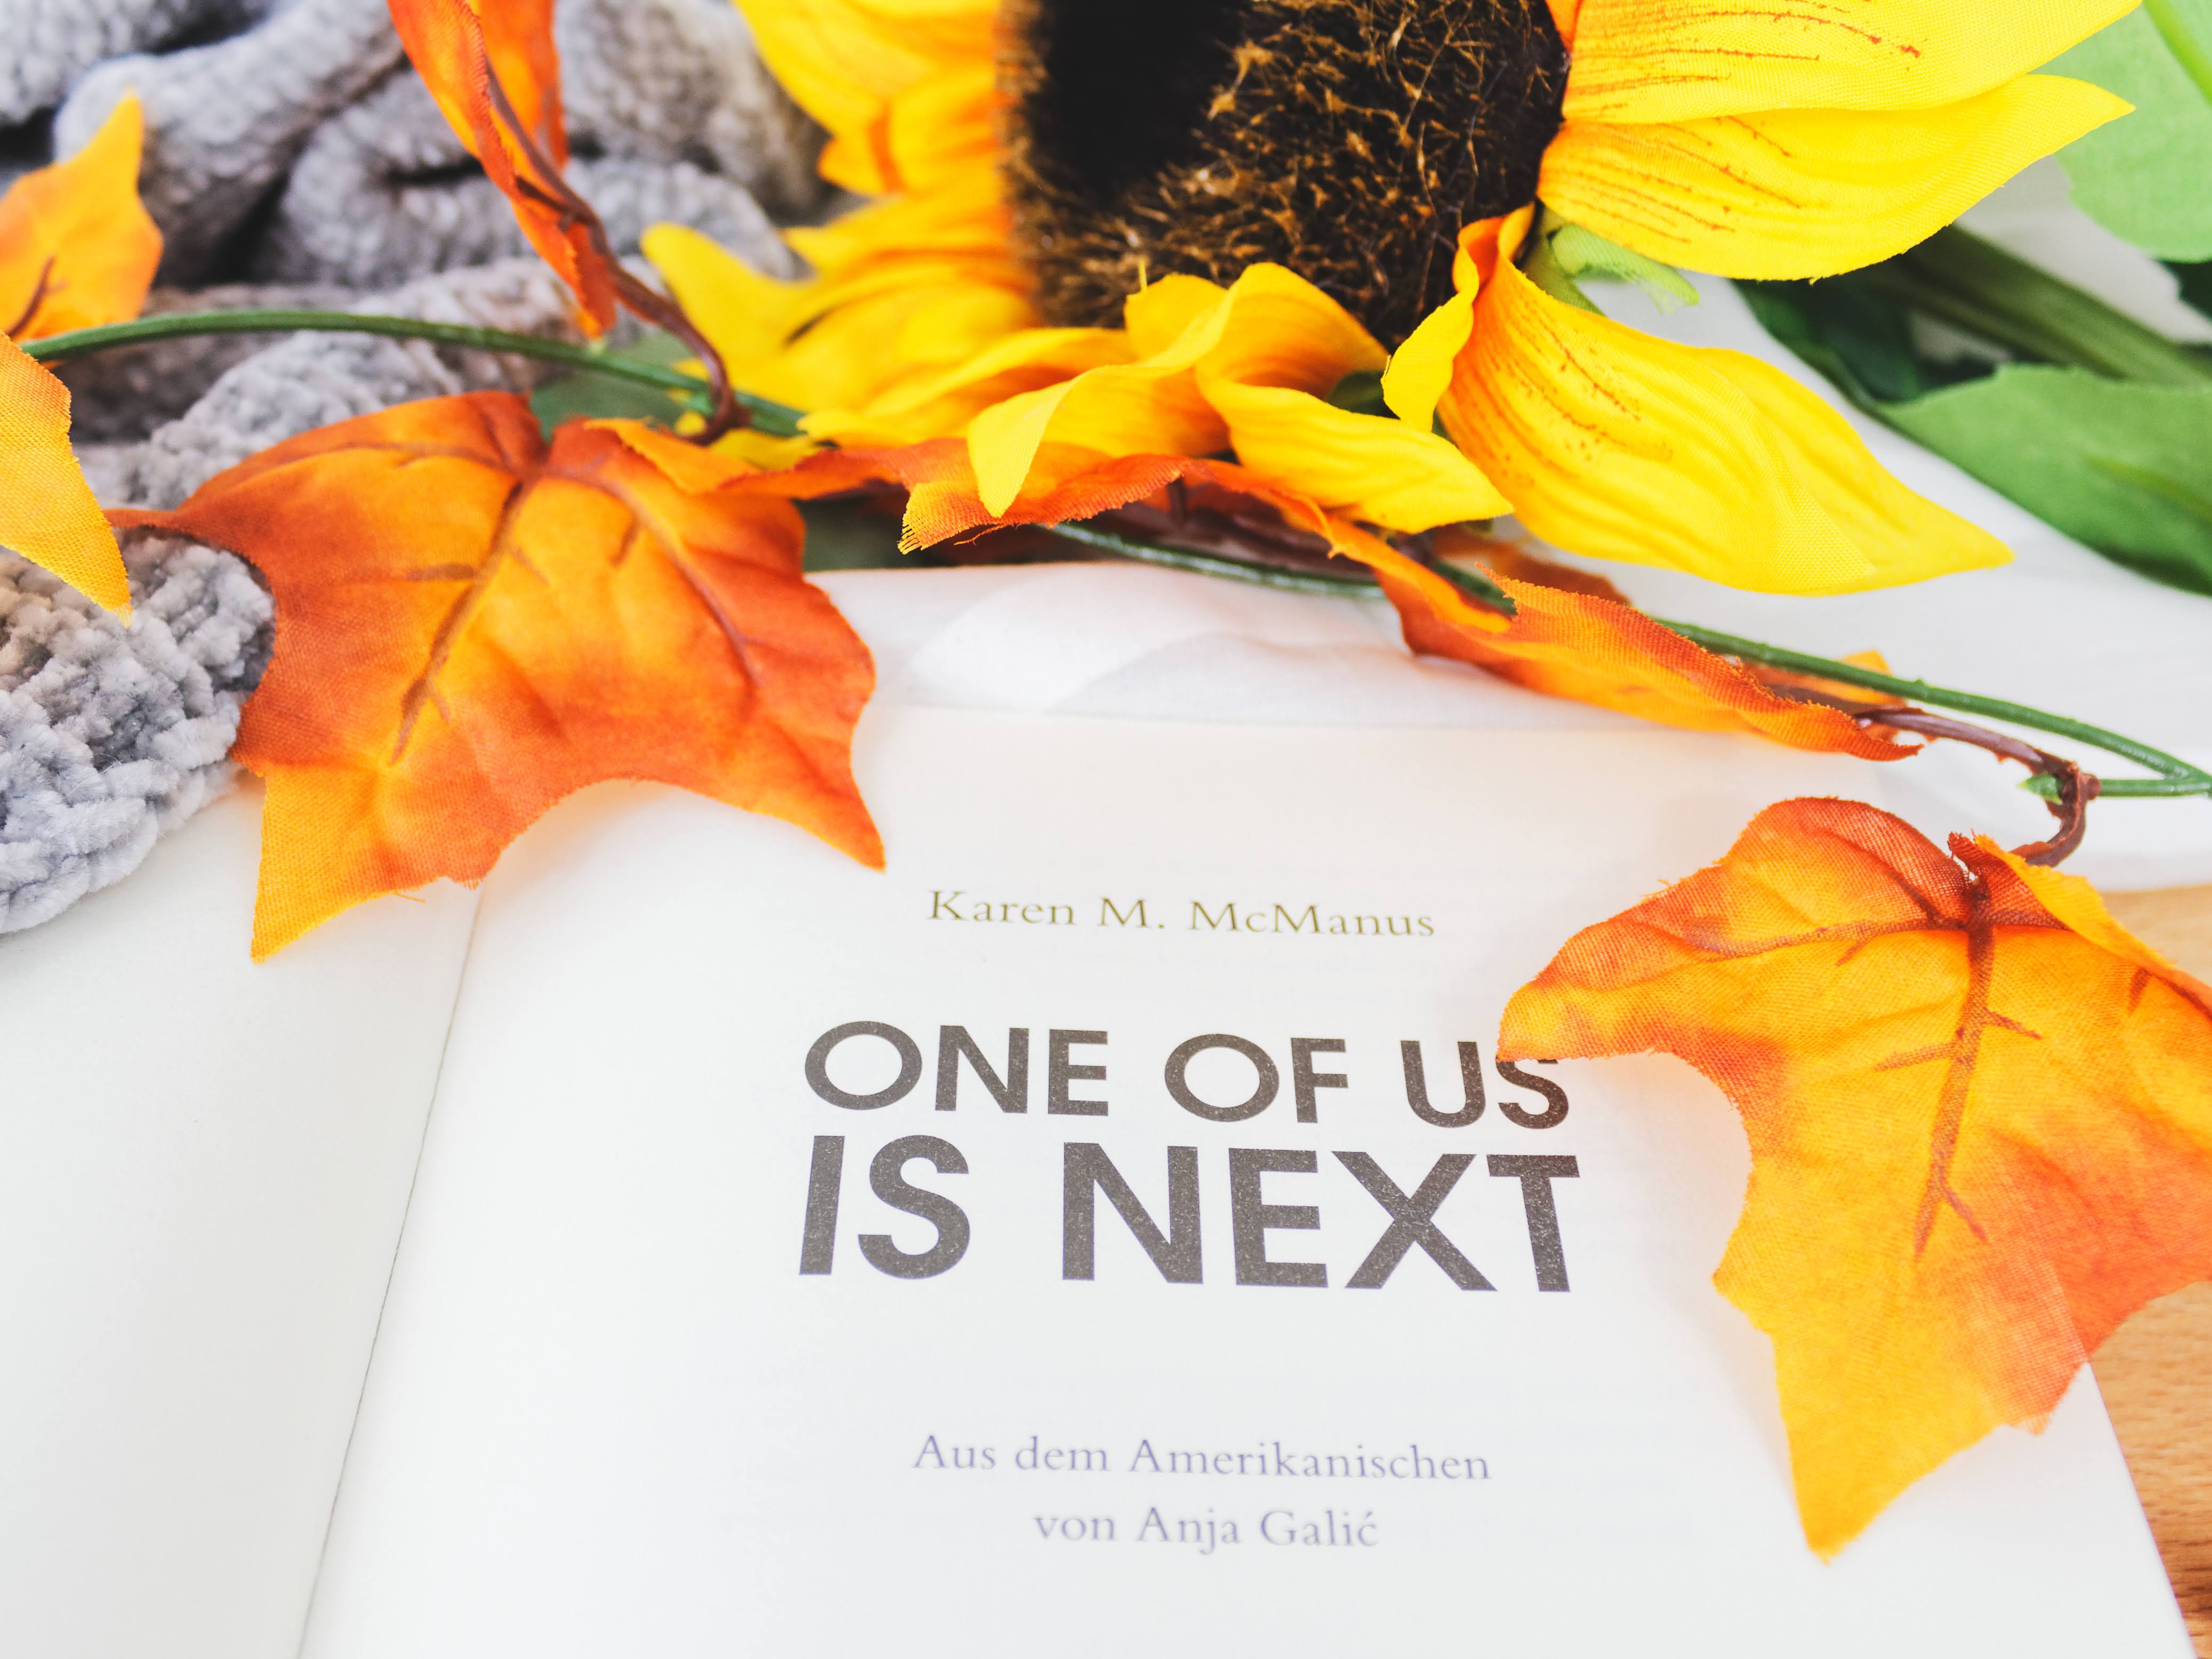 Karen M. McManus
ONE OF US
IS NEXT
Aus dem Amerikanischen
von Anja Galić